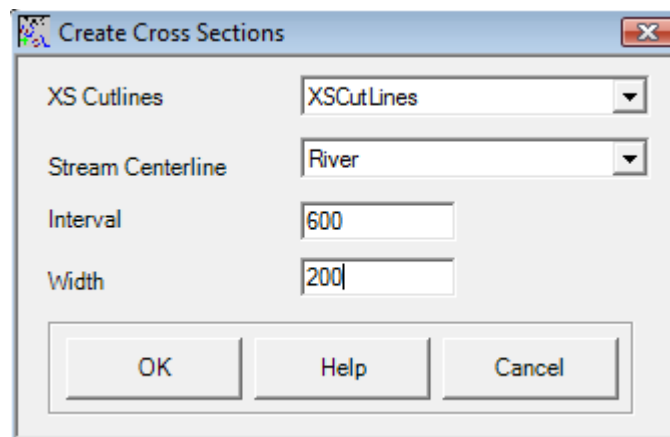 Create Cross Sections
XS Cutlines XSCutLines
Stream Centerline River
Interval 600
Width 200
OK Help Cancel